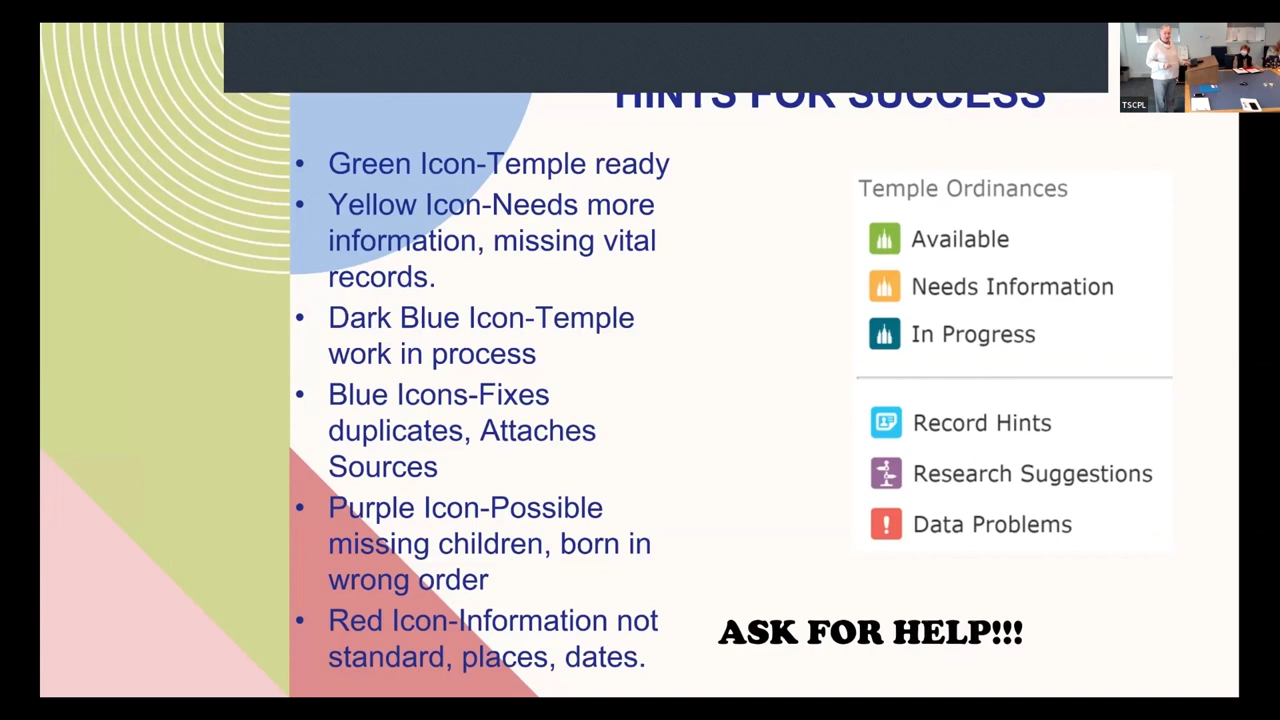 HINTS FOR SUCCESS
TSCPL
• Green Icon-Temple ready
• Yellow Icon-Needs more
information, missing vital
records.
• Dark Blue Icon-Temple
work in process
• Blue Icons-Fixes
duplicates, Attaches
Sources
• Purple Icon-Possible
missing children, born in
wrong order
• Red Icon-Information not
standard, places, dates.
Temple Ordinances
Available
Needs Information
In Progress
Record Hints
Research Suggestions
Data Problems
ASK FOR HELP!!!